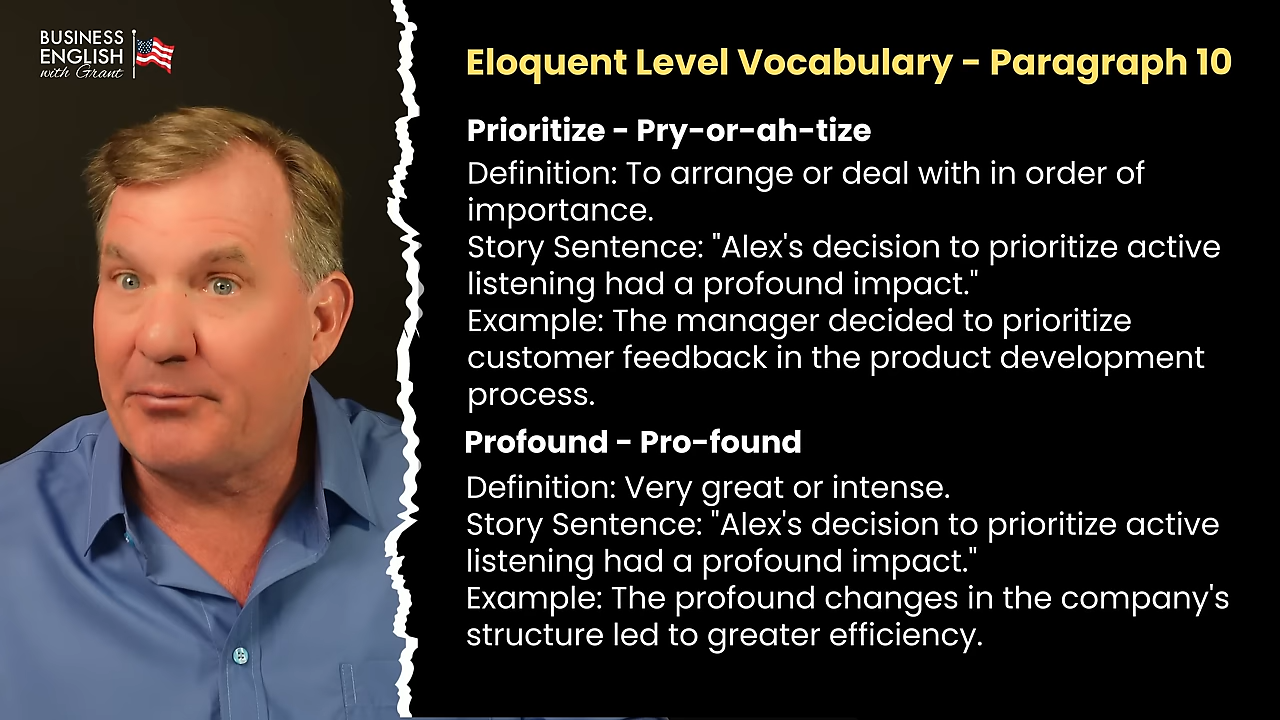 BUSINESS
ENGLISH
with Grant
Eloquent Level Vocabulary - Paragraph 10
Prioritize - Pry-or-ah-tize
Definition: To arrange or deal with in order of
importance.
Story Sentence: "Alex's decision to prioritize active
listening had a profound impact."
Example: The manager decided to prioritize
customer feedback in the product development
process.
Profound - Pro-found
Definition: Very great or intense.
Story Sentence: "Alex's decision to prioritize active
listening had a profound impact."
Example: The profound changes in the company's
structure led to greater efficiency.